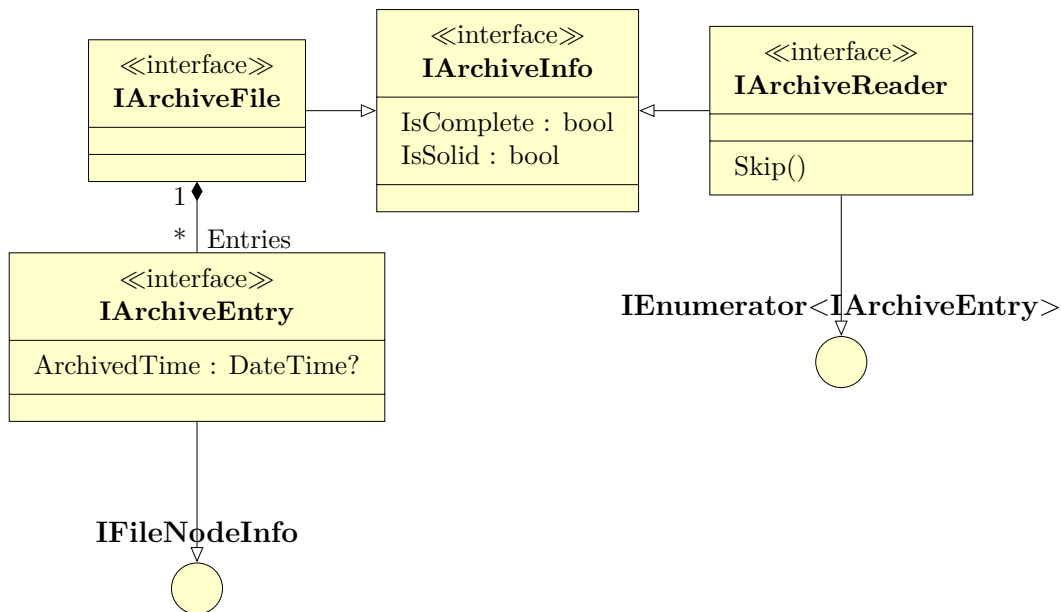 ≪interface≫
IArchiveFile
≪interface≫
IArchiveInfo
IsComplete : bool
IsSolid : bool
≪interface≫
IArchiveReader
Skip()
1
*
Entries
≪interface≫
IArchiveEntry
ArchivedTime : DateTime?
IEnumerator<IArchiveEntry>
IFileNodeInfo